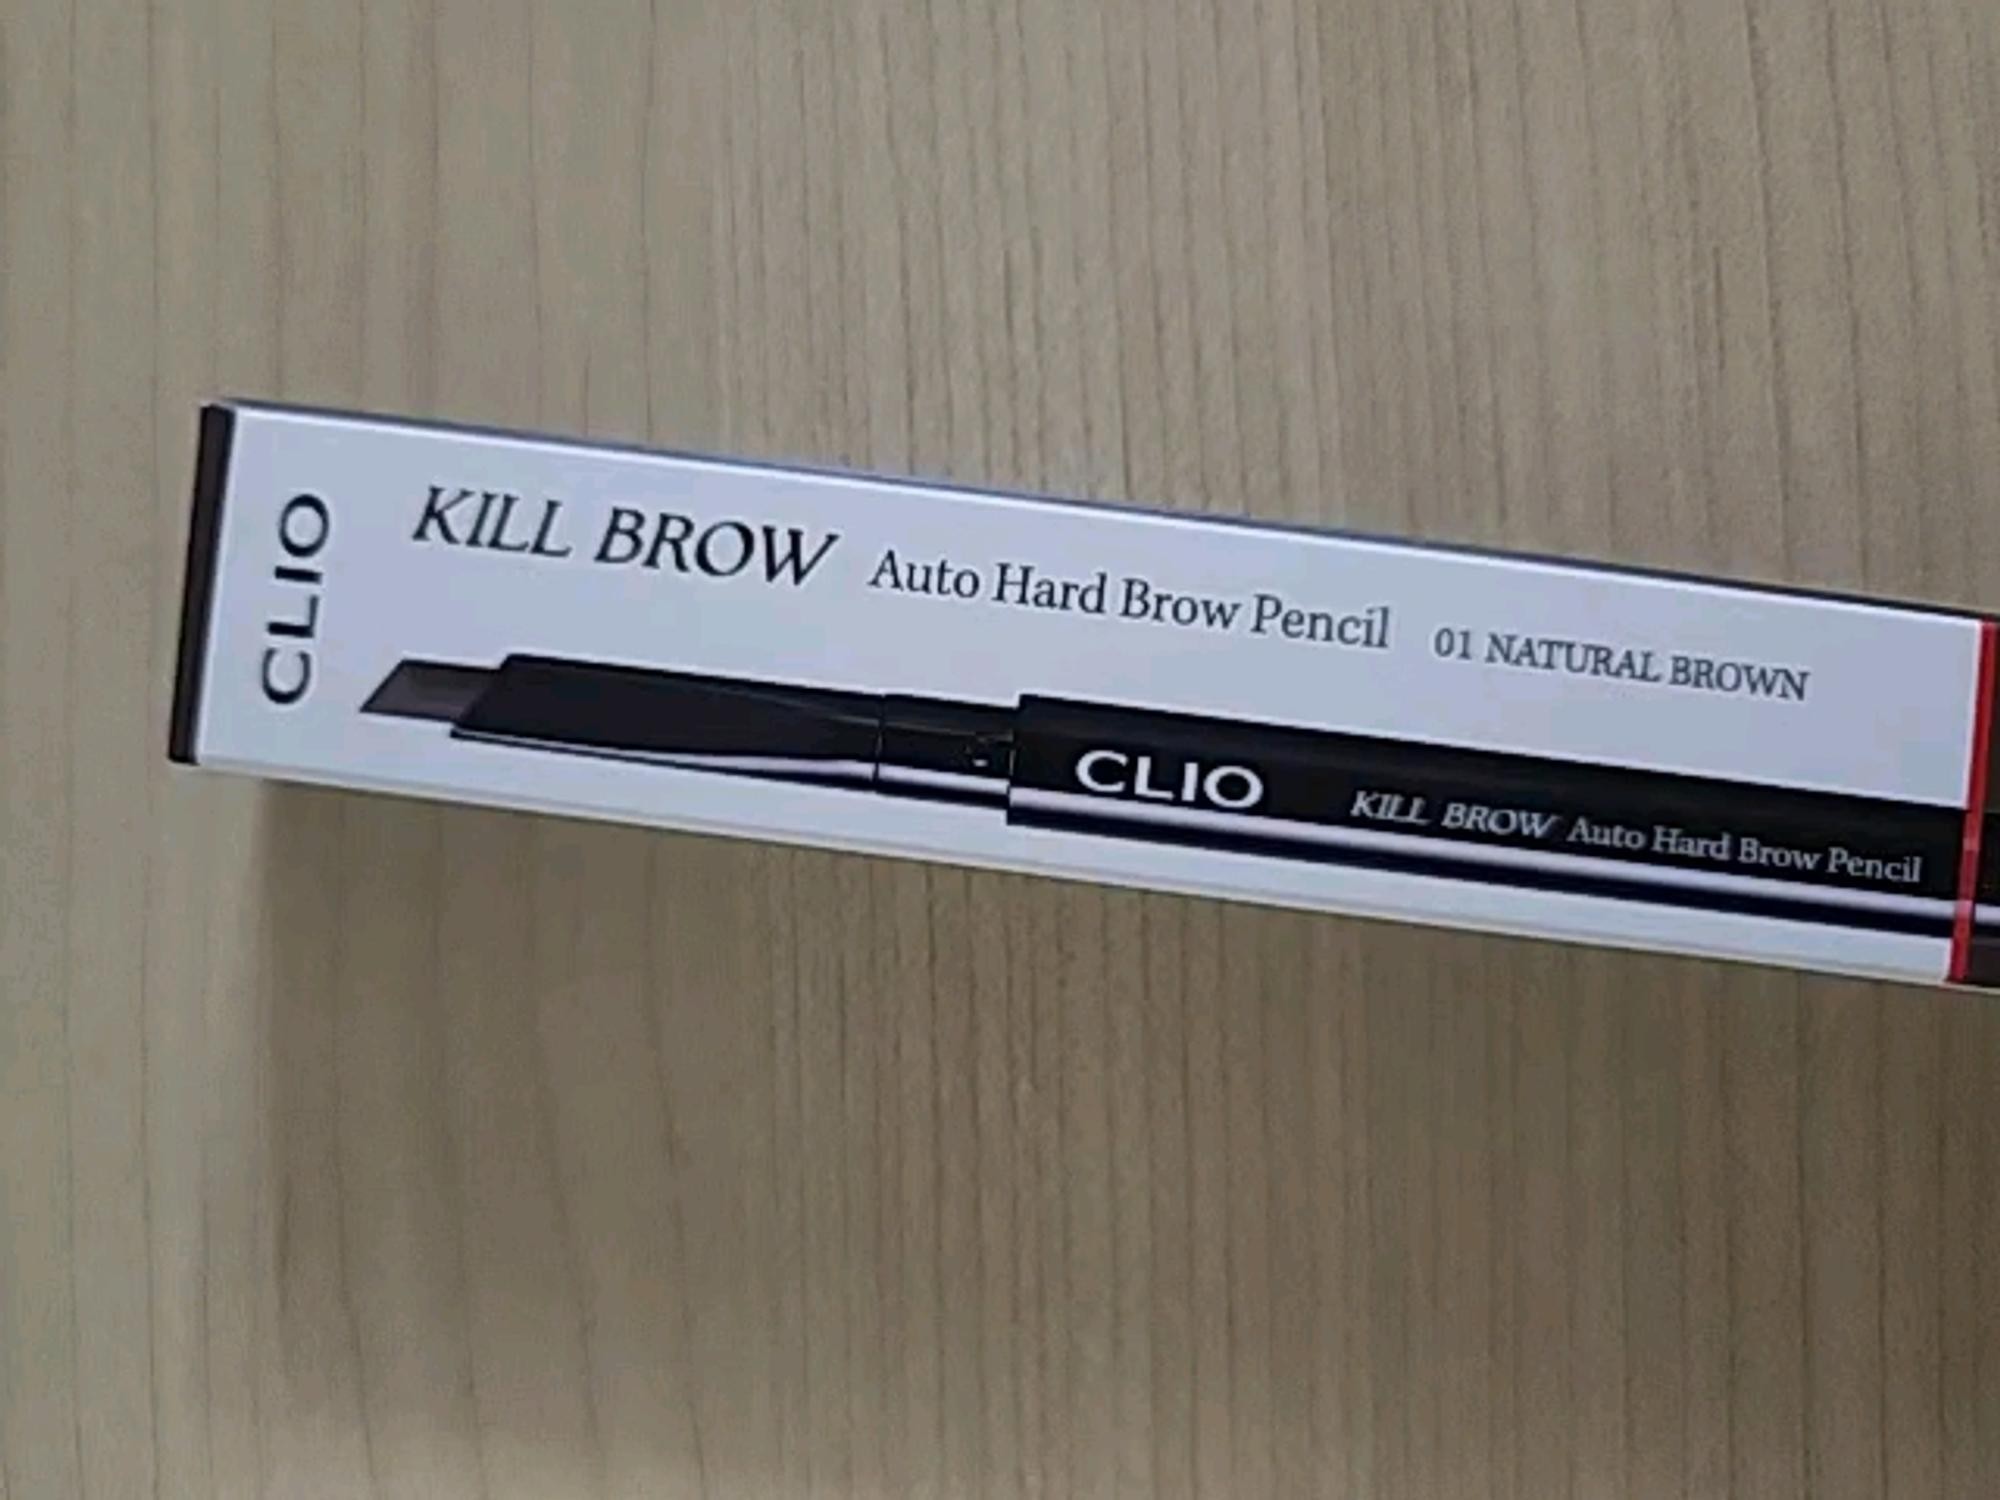 CLIO
KILL BROW Auto Hard Brow Pencil 01 NATURAL BROWN
CLIO KILL BROW Auto Hard Brow Pencil